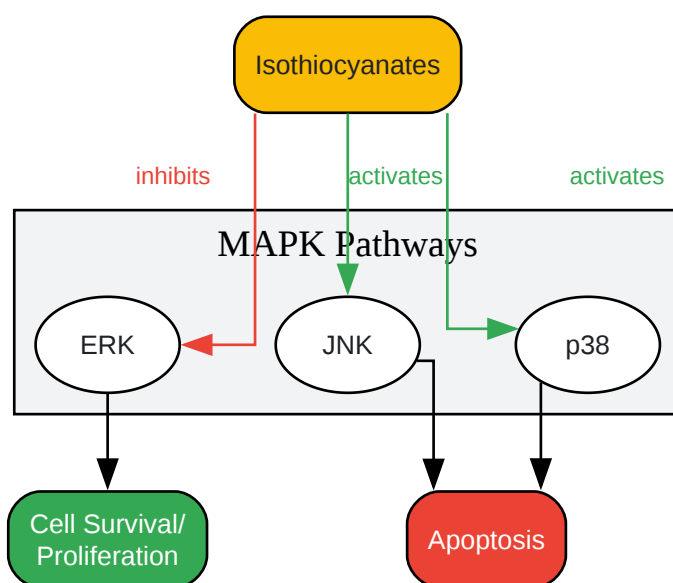 Isothiocyanates
inhibits
activates
activates
MAPK Pathways
ERK
JNK
p38
Cell Survival/
Proliferation
Apoptosis